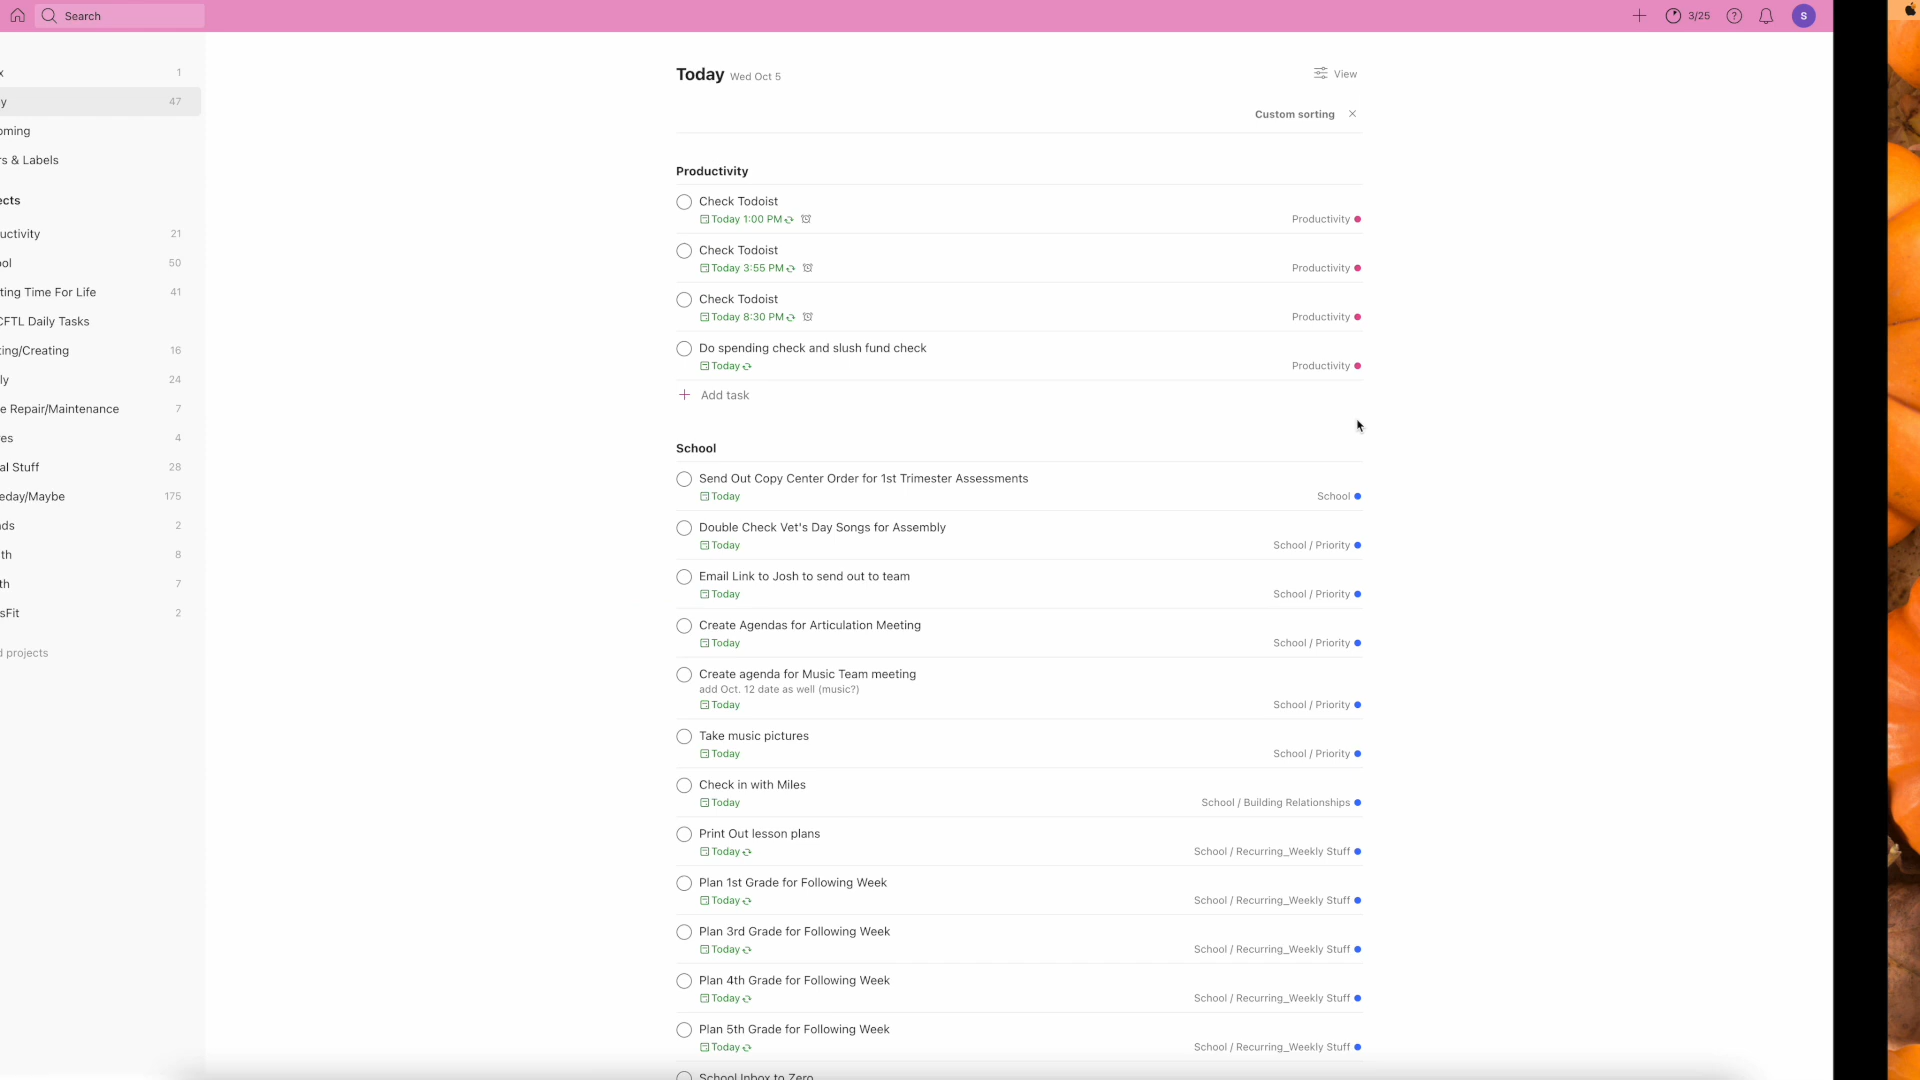 Search
3/25
S
x 1
y 47
oming
rs & Labels
ects
uctivity 21
ol 50
ting Time For Life 41
CFTL Daily Tasks
ting/Creating 16
ly 24
e Repair/Maintenance 7
es 4
al Stuff 28
eday/Maybe 175
nds 2
th 8
th 7
sFit 2
d projects
Today Wed Oct 5
View
Custom sorting
Productivity
Check Todoist
Today 1:00 PM Productivity
Check Todoist
Today 3:55 PM Productivity
Check Todoist
Today 8:30 PM Productivity
Do spending check and slush fund check
Today Productivity
Add task
School
Send Out Copy Center Order for 1st Trimester Assessments
Today School
Double Check Vet's Day Songs for Assembly
Today School / Priority
Email Link to Josh to send out to team
Today School / Priority
Create Agendas for Articulation Meeting
Today School / Priority
Create agenda for Music Team meeting
add Oct. 12 date as well (music?)
Today School / Priority
Take music pictures
Today School / Priority
Check in with Miles
Today School / Building Relationships
Print Out lesson plans
Today School / Recurring_Weekly Stuff
Plan 1st Grade for Following Week
Today School / Recurring_Weekly Stuff
Plan 3rd Grade for Following Week
Today School / Recurring_Weekly Stuff
Plan 4th Grade for Following Week
Today School / Recurring_Weekly Stuff
Plan 5th Grade for Following Week
Today School / Recurring_Weekly Stuff
School Inbox to Zero